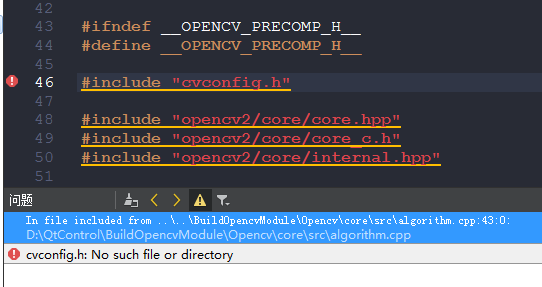 42
43 #ifndef __OPENCV_PRECOMP_H__
44 #define __OPENCV_PRECOMP_H__
45
46 #include "cvconfig.h"
48 #include "opencv2/core/core.hpp"
49 #include "opencv2/core/core_c.h"
50 #include "opencv2/core/internal.hpp"
51
问题
In file included from ..\..\BuildOpencvModule\Opencv\core\src\algorithm.cpp:43:0:
D:\QtControl\BuildOpencvModule\Opencv\core\src\algorithm.cpp
cvconfig.h: No such file or directory